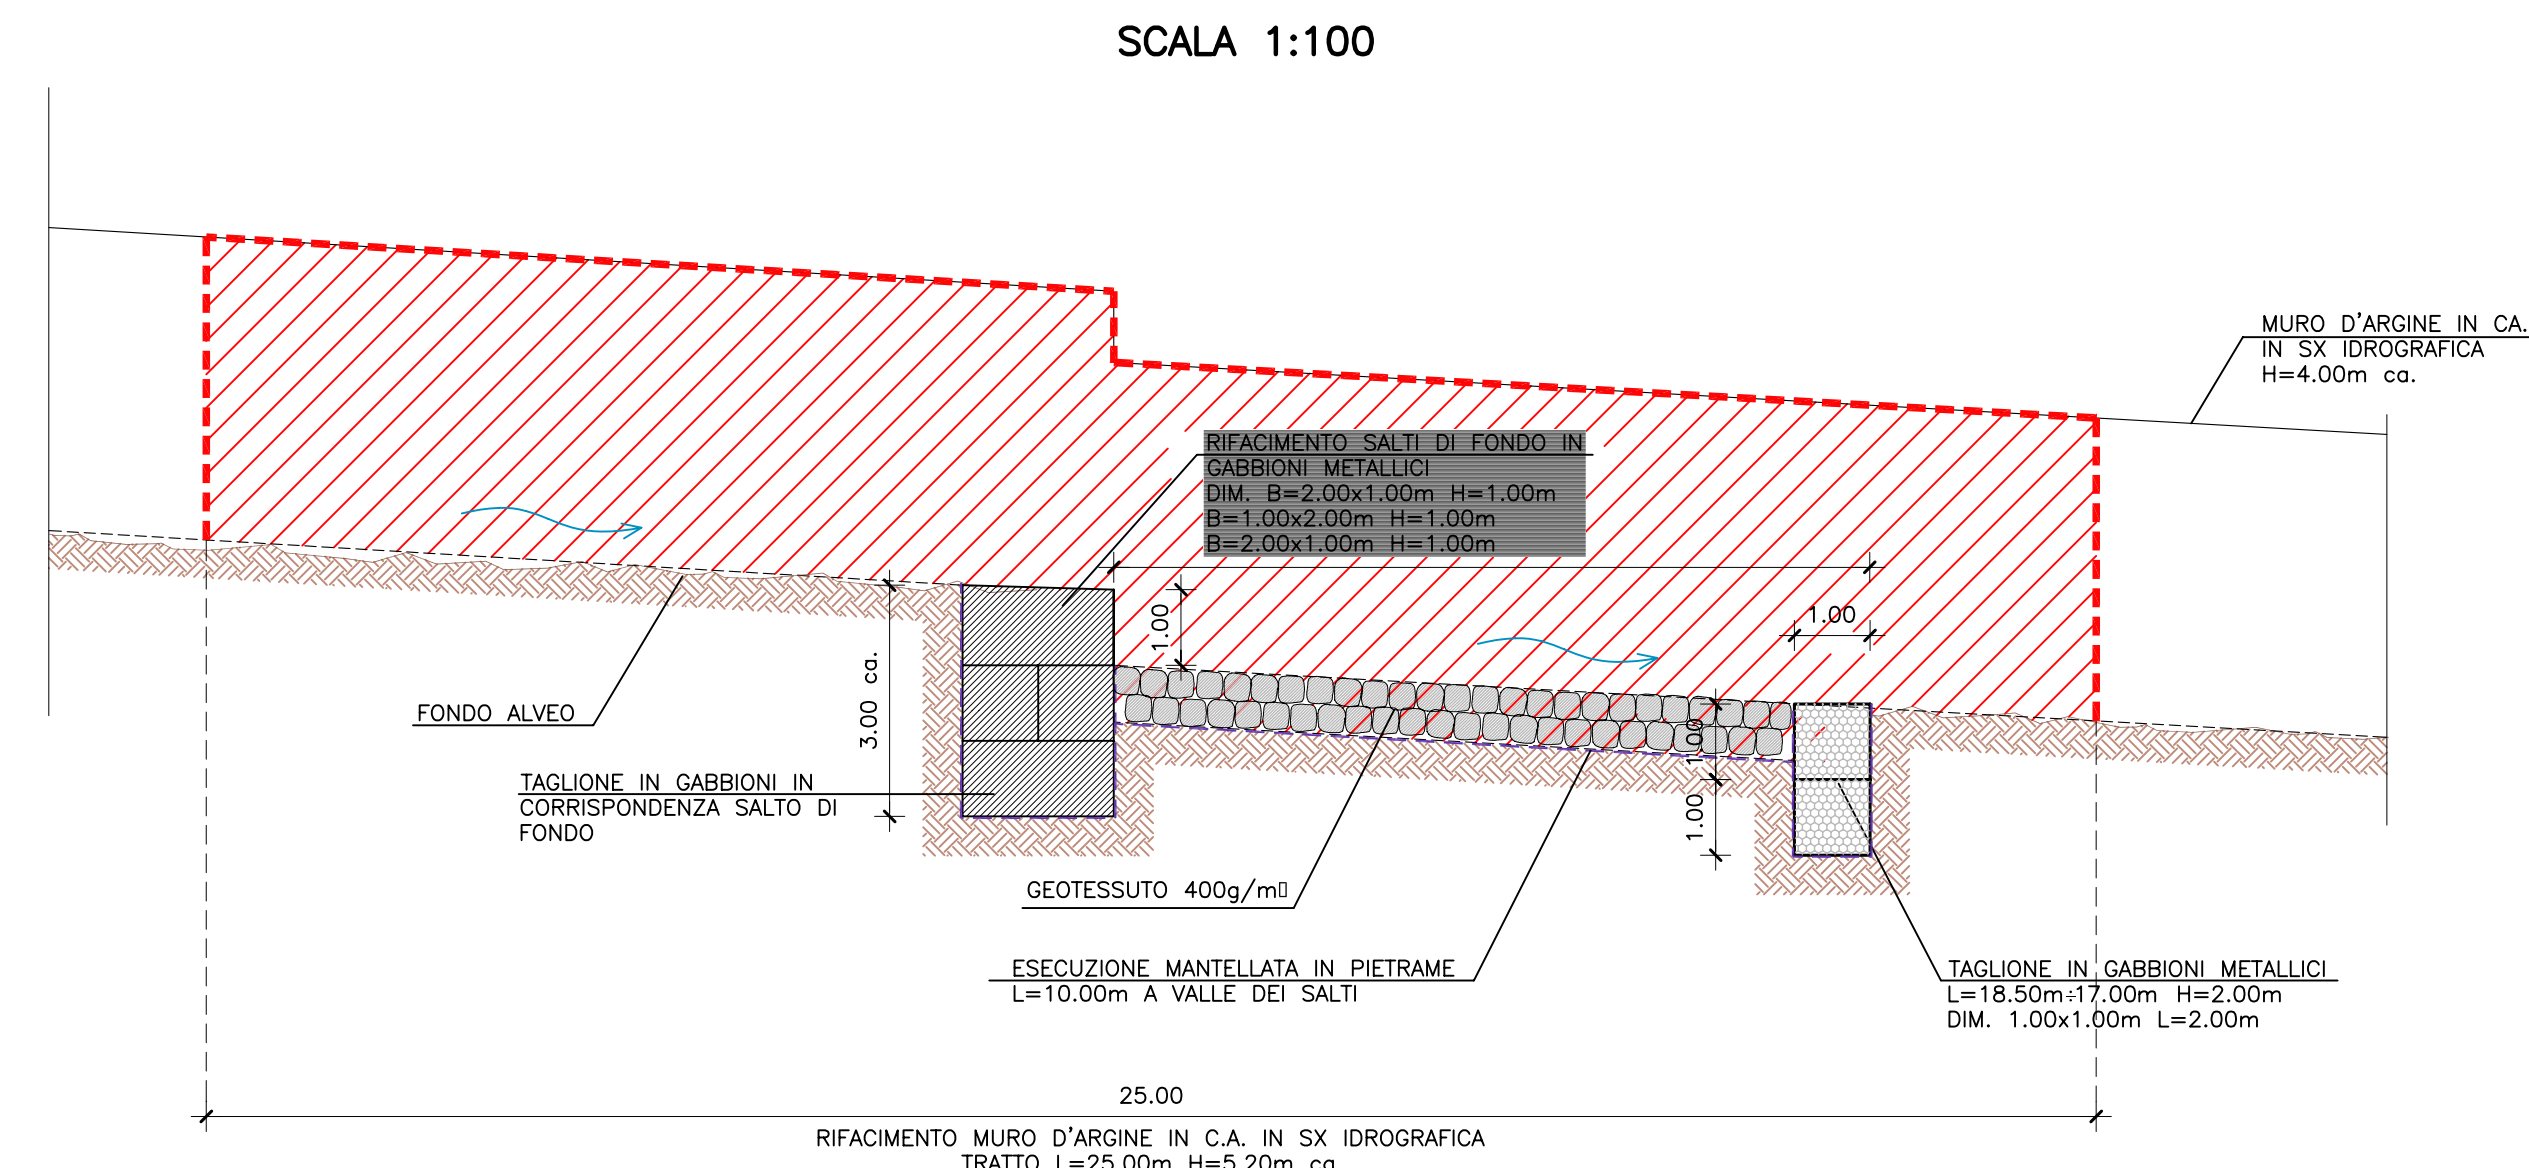 SCALA 1:100
MURO D'ARGINE IN CA.
IN SX IDROGRAFICA
H=4.00m ca.
RIFACIMENTO SALTI DI FONDO IN
GABBIONI METALLICI
DIM. B=2.00x1.00m H=1.00m
B=1.00x2.00m H=1.00m
B=2.00x1.00m H=1.00m
1.00
1.00
3.00 ca.
FONDO ALVEO
1.00
1.00
TAGLIONE IN GABBIONI IN
CORRISPONDENZA SALTO DI
FONDO
GEOTESSUTO 400g/m▯
ESECUZIONE MANTELLATA IN PIETRAME
L=10.00m A VALLE DEI SALTI
TAGLIONE IN GABBIONI METALLICI
L=18.50m÷17.00m H=2.00m
DIM. 1.00x1.00m L=2.00m
25.00
RIFACIMENTO MURO D'ARGINE IN C.A. IN SX IDROGRAFICA
TRATTO L=25.00m H=5.20m ca